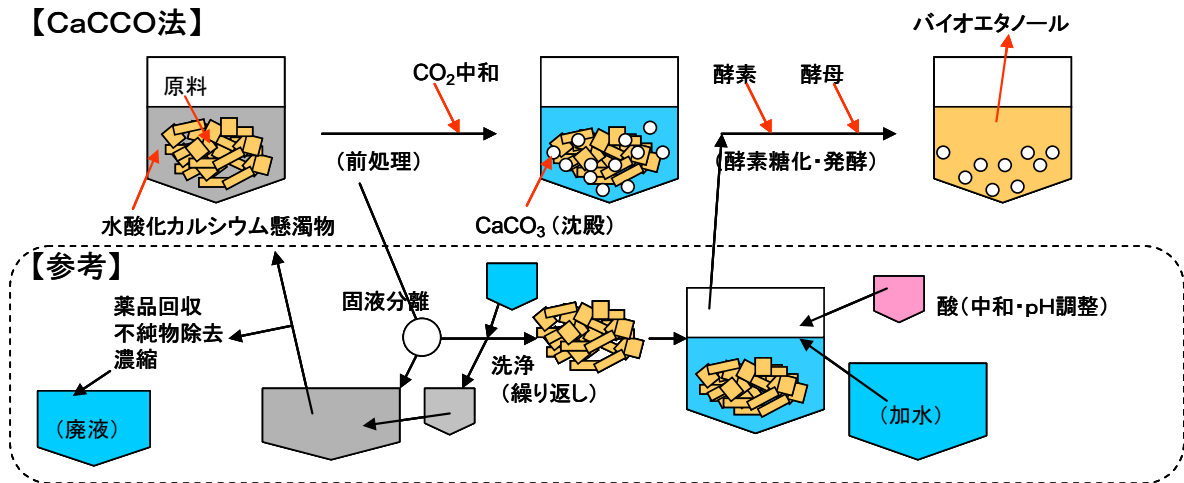 【CaCCO法】
バイオエタノール
原料
CO₂中和
酵素
酵母
（前処理）
（酵素糖化・発酵）
水酸化カルシウム懸濁物
CaCO₃（沈殿）
【参考】
薬品回収
不純物除去
濃縮
固液分離
酸（中和・pH調整）
洗浄
（繰り返し）
（廃液）
（加水）